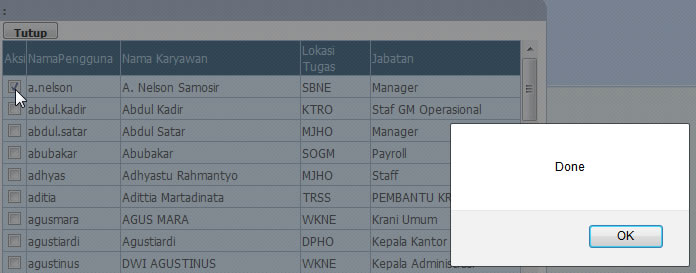 :
Tutup
Aksi NamaPengguna Nama Karyawan Lokasi Tugas Jabatan
a.nelson A. Nelson Samosir SBNE Manager
abdul.kadir Abdul Kadir KTRO Staf GM Operasional
abdul.satar Abdul Satar MJHO Manager
abubakar Abubakar SOGM Payroll
adhyas Adhyastu Rahmantyo MJHO Staff
aditia Adittia Martadinata TRSS PEMBANTU KR
agusmara AGUS MARA WKNE Krani Umum
agustiardi Agustiardi DPHO Kepala Kantor
agustinus DWI AGUSTINUS WKNE Kepala Administrasi
Done
OK